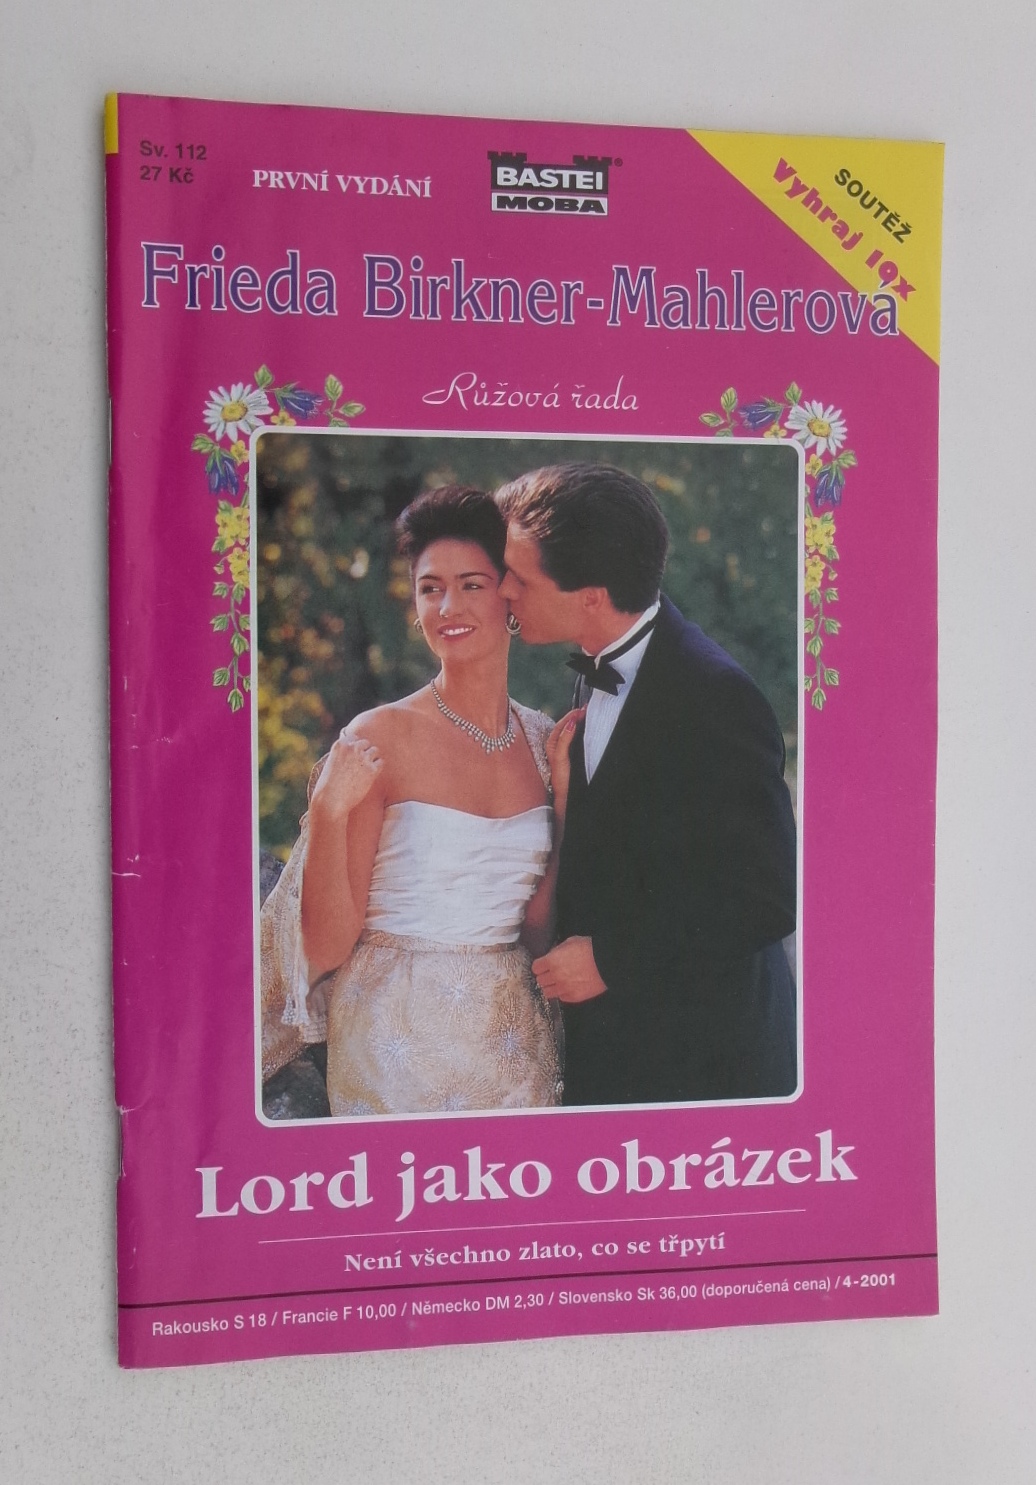 Sv. 112
27 Kč
PRVNÍ VYDÁNÍ
BASTEI
MOBA
SOUTĚŽ
Vyhraj 10x
Frieda Birkner-Mahlerová
Růžová řada
Lord jako obrázek
Není všechno zlato, co se třpytí
Rakousko S 18 / Francie F 10,00 / Německo DM 2,30 / Slovensko Sk 36,00 (doporučená cena) / 4-2001